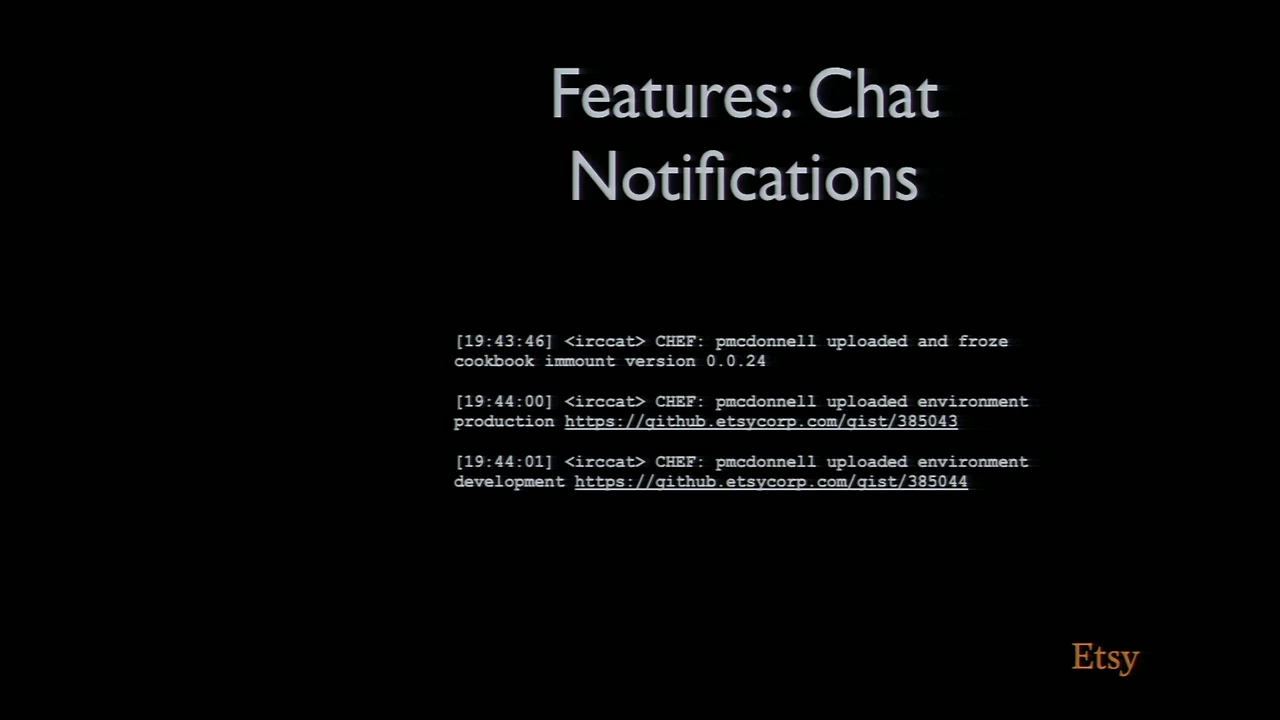 Features: Chat
Notifications
[19:43:46] <irccat> CHEF: pmcdonnell uploaded and froze
cookbook immount version 0.0.24
[19:44:00] <irccat> CHEF: pmcdonnell uploaded environment
production https://github.etsycorp.com/gist/385043
[19:44:01] <irccat> CHEF: pmcdonnell uploaded environment
development https://github.etsycorp.com/gist/385044
Etsy